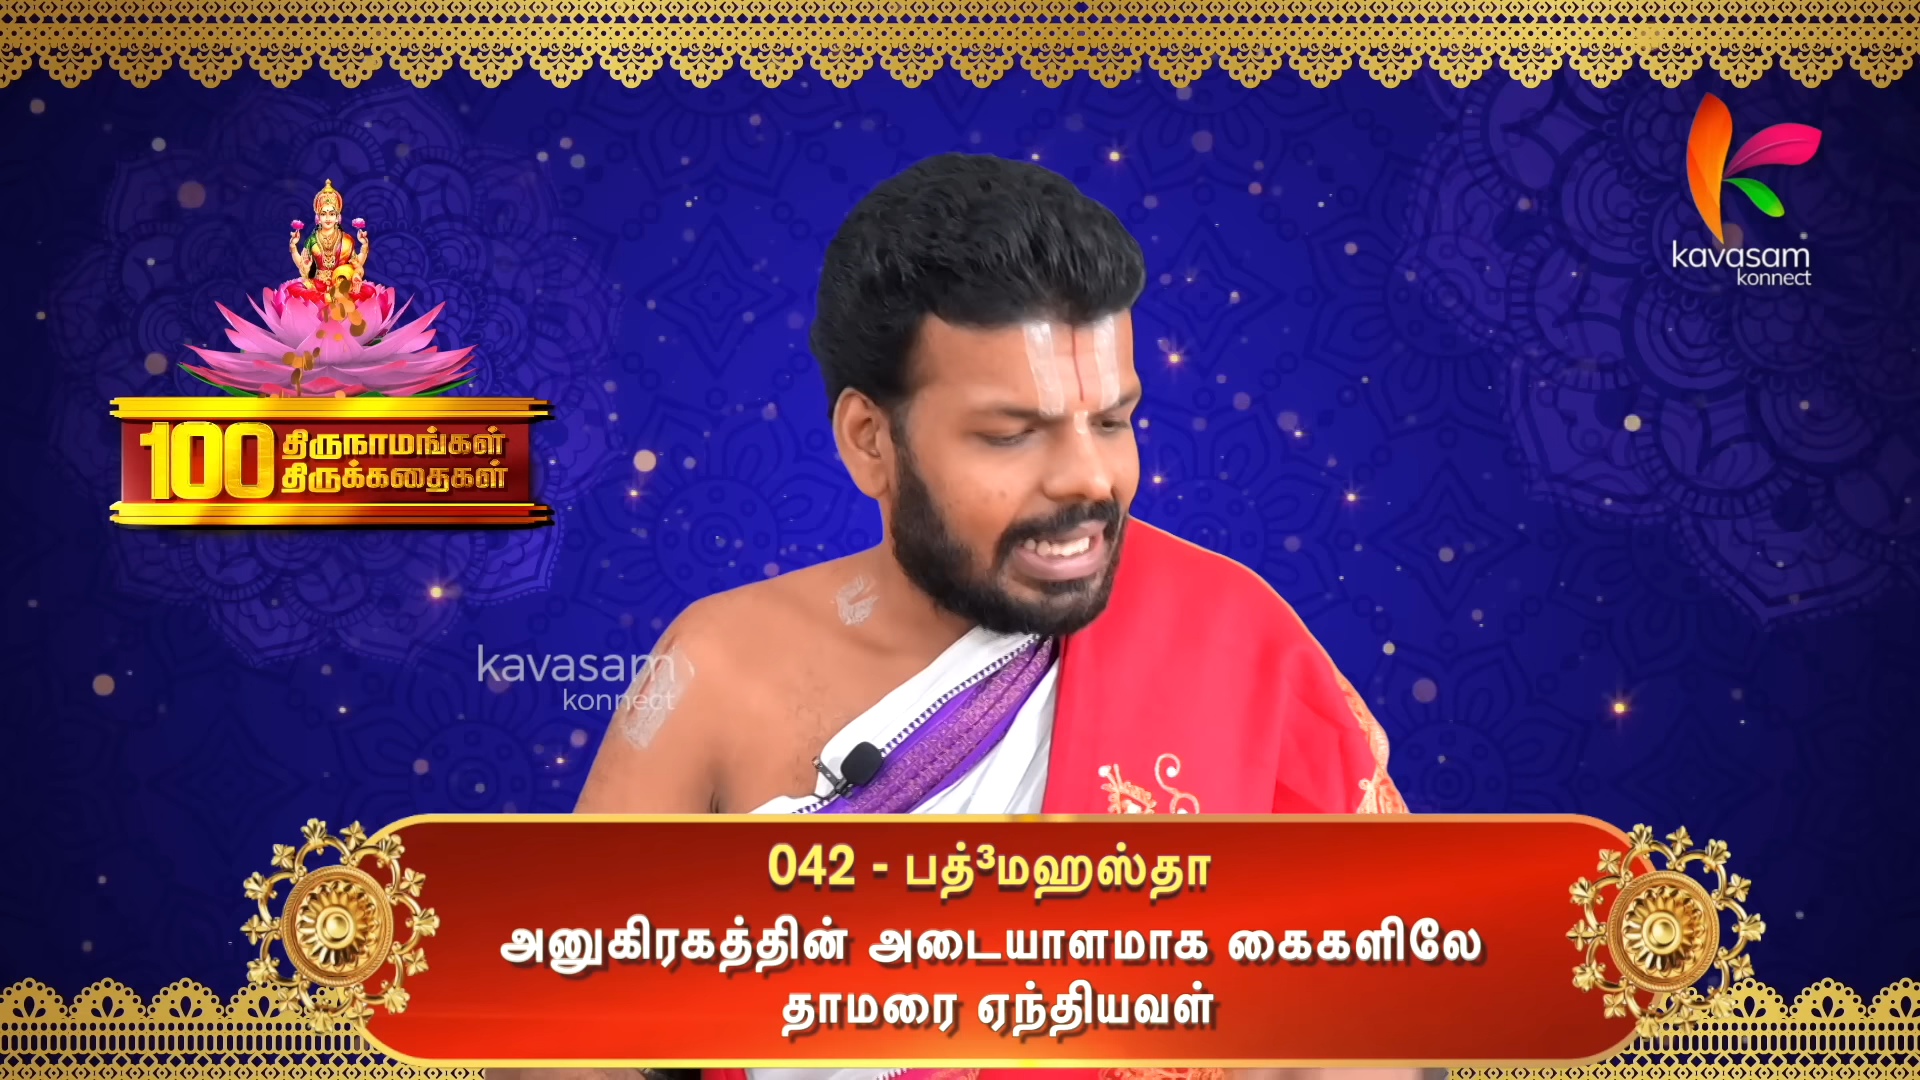 kavasam
konnect
100 திருநாமங்கள்
திருக்கதைகள்
kavasam
konnect
042 - பத்³மஹஸ்தா
அனுகிரகத்தின் அடையாளமாக கைகளிலே
தாமரை ஏந்தியவள்